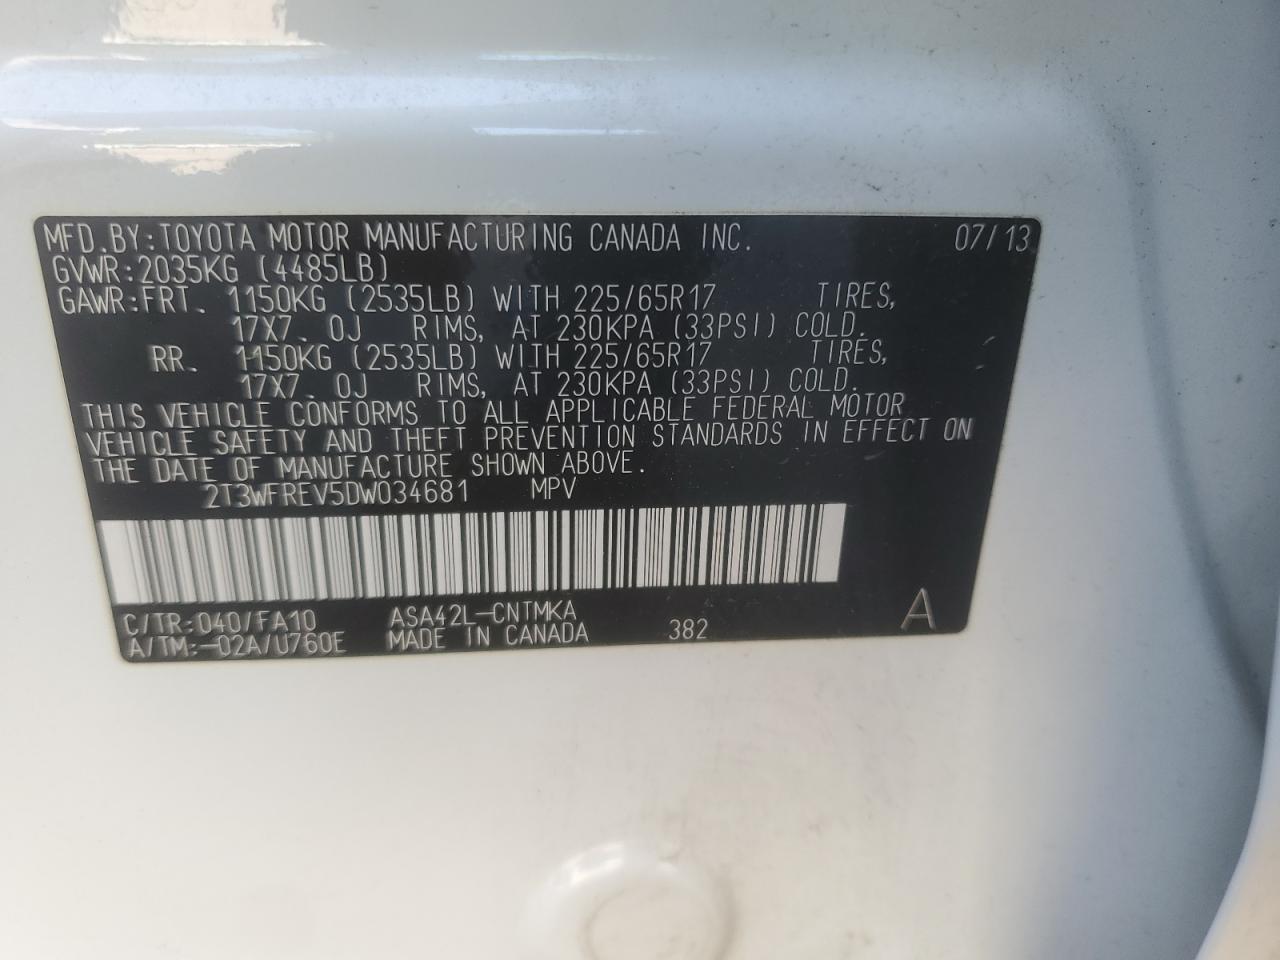 MFD.BY:TOYOTA MOTOR MANUFACTURING CANADA INC. 07/13
GVWR:2035KG (4485LB)
GAWR:FRT. 1150KG (2535LB) WITH 225/65R17 TIRES,
17X7.0J RIMS, AT 230KPA (33PSI) COLD.
RR. 1150KG (2535LB) WITH 225/65R17 TIRES,
17X7.0J RIMS, AT 230KPA (33PSI) COLD.
THIS VEHICLE CONFORMS TO ALL APPLICABLE FEDERAL MOTOR
VEHICLE SAFETY AND THEFT PREVENTION STANDARDS IN EFFECT ON
THE DATE OF MANUFACTURE SHOWN ABOVE.
2T3WFREV5DW034681 MPV
C/TR:040/FA10 ASA42L-CNTMKA
A/TM:-02A/U760E MADE IN CANADA 382 A